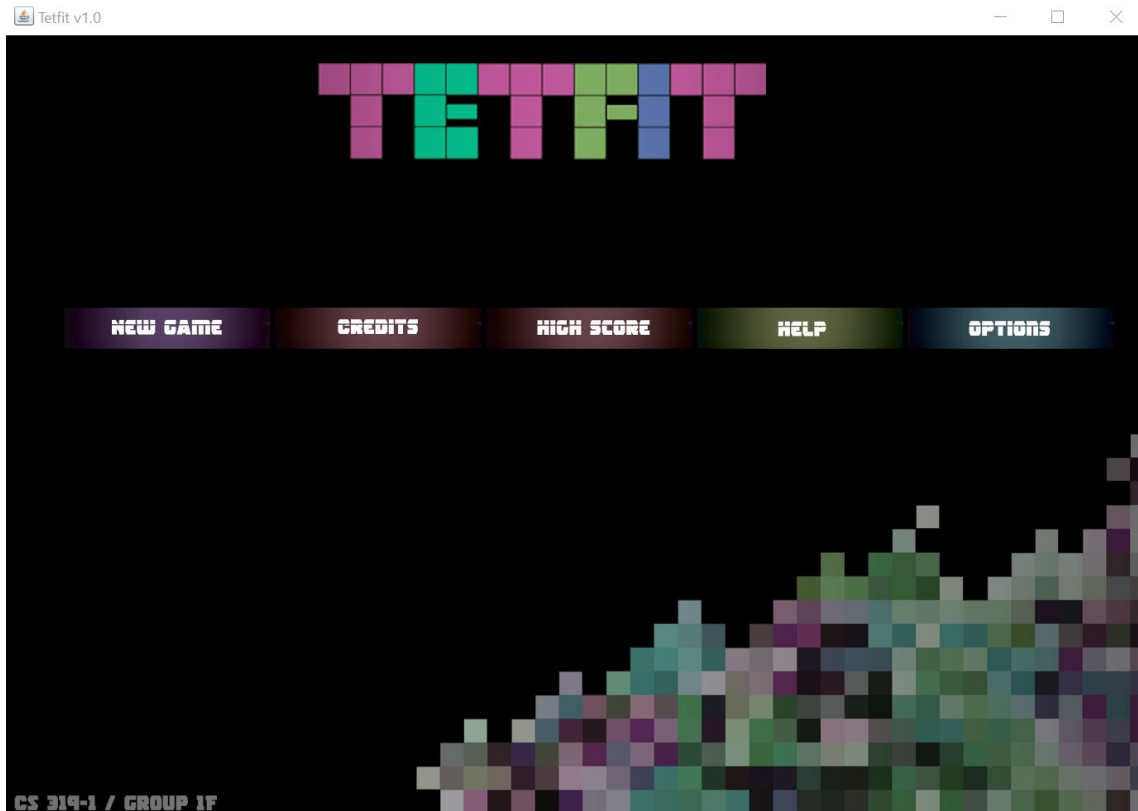 Tetfit v1.0
TETFIT
NEW GAME CREDITS HIGH SCORE HELP OPTIONS
CS 319-1 / GROUP 1F